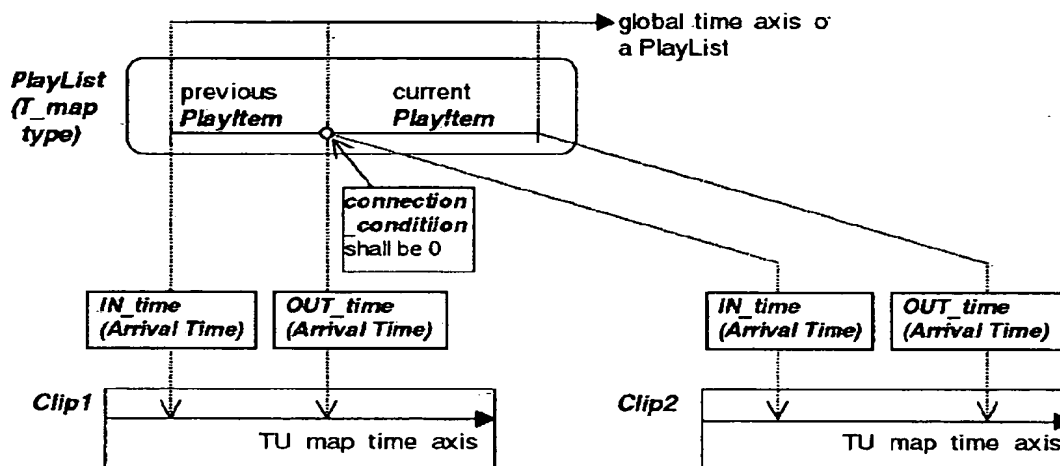 global time axis o
a PlayList
PlayList
(T_map
type)
previous
PlayItem
current
PlayItem
connection
_conditiion
shall be 0
IN_time
(Arrival Time)
OUT_time
(Arrival Time)
IN_time
(Arrival Time)
OUT_time
(Arrival Time)
Clip1
TU map time axis
Clip2
TU map time axis